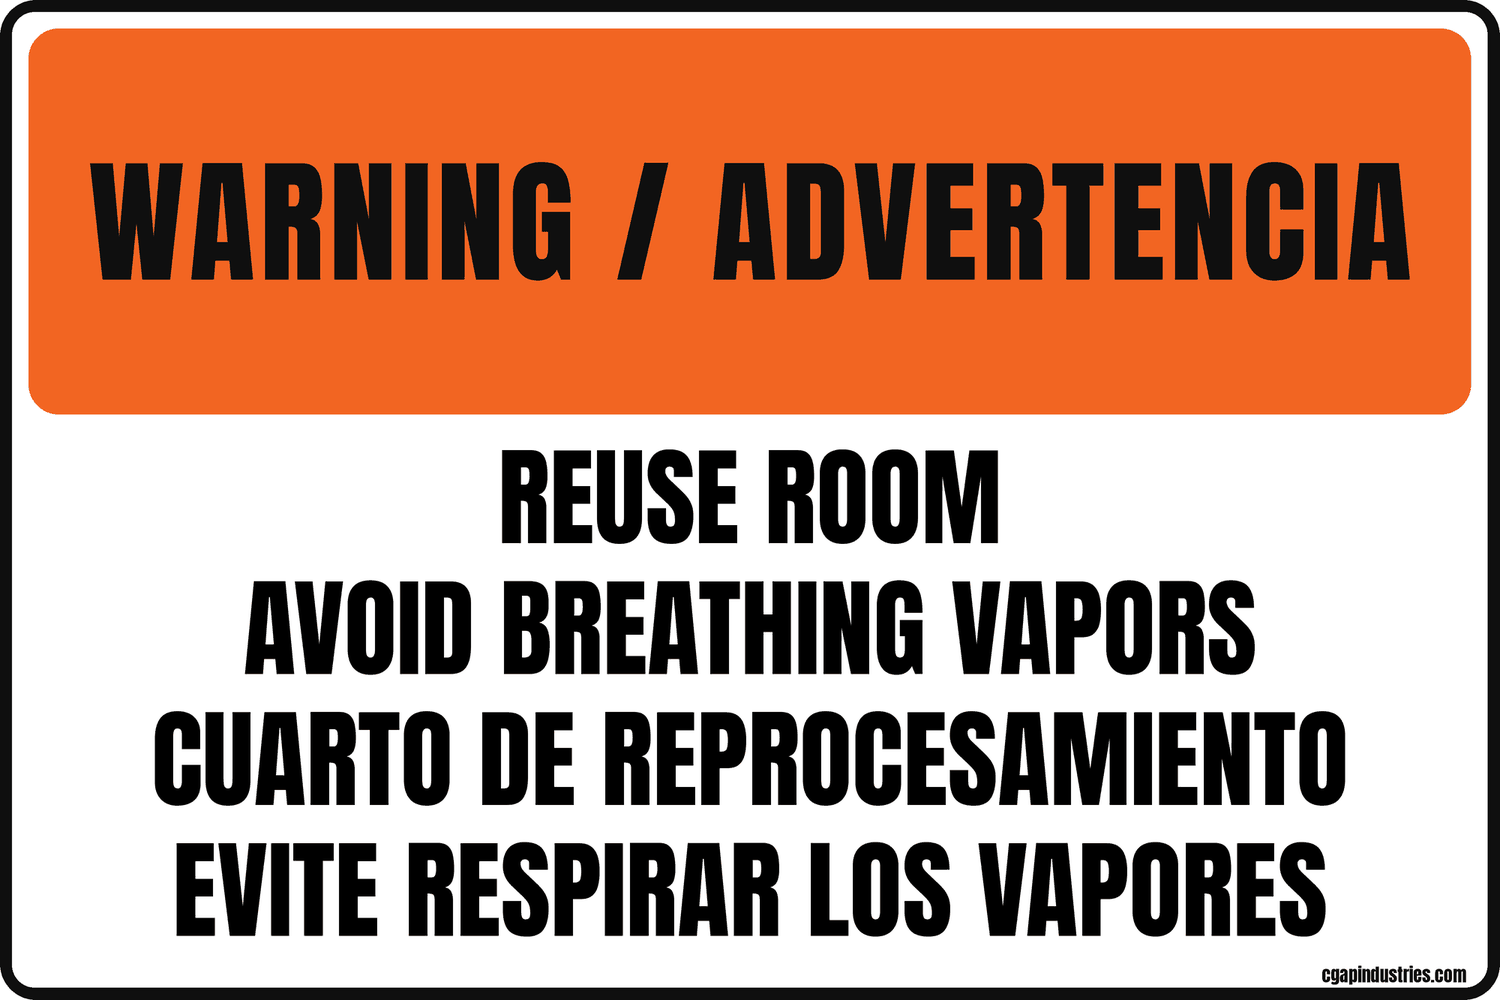 WARNING / ADVERTENCIA
REUSE ROOM
AVOID BREATHING VAPORS
CUARTO DE REPROCESAMIENTO
EVITE RESPIRAR LOS VAPORES
cgapindustries.com